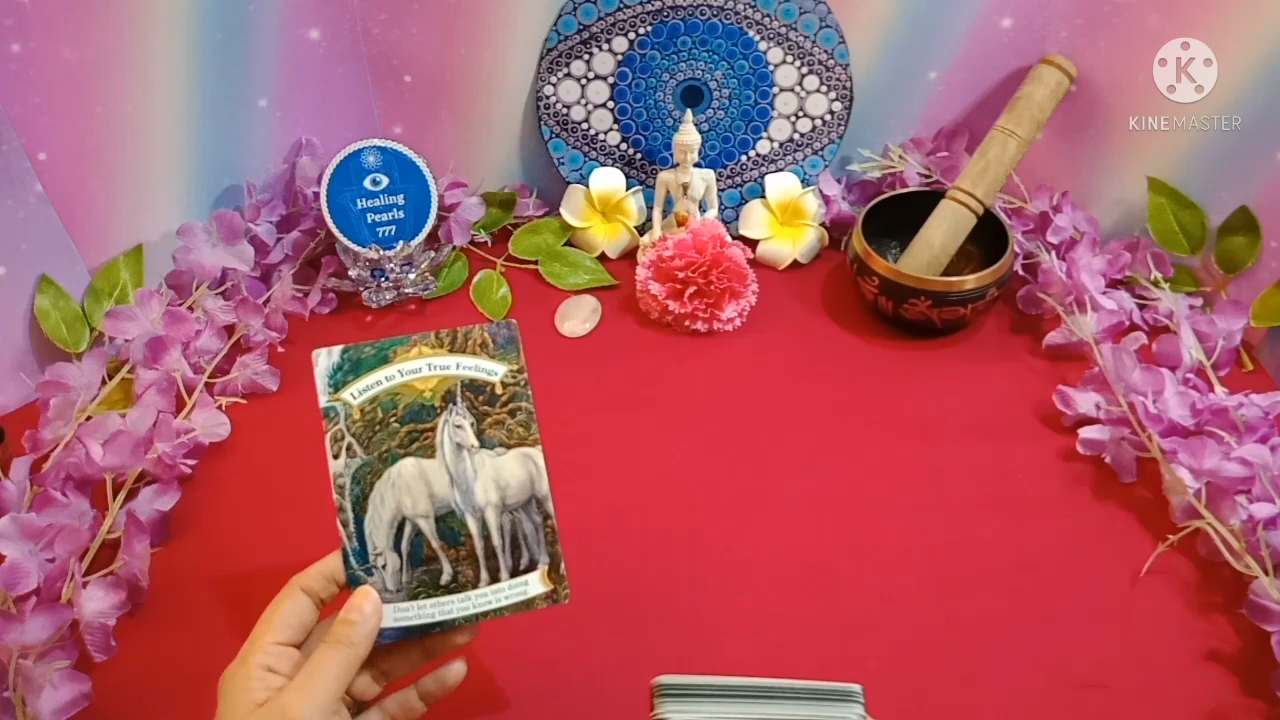 K
KINEMASTER
Healing
Pearls
777
Listen to Your True Feelings
Don't let others talk you into doing
something that you know is wrong.